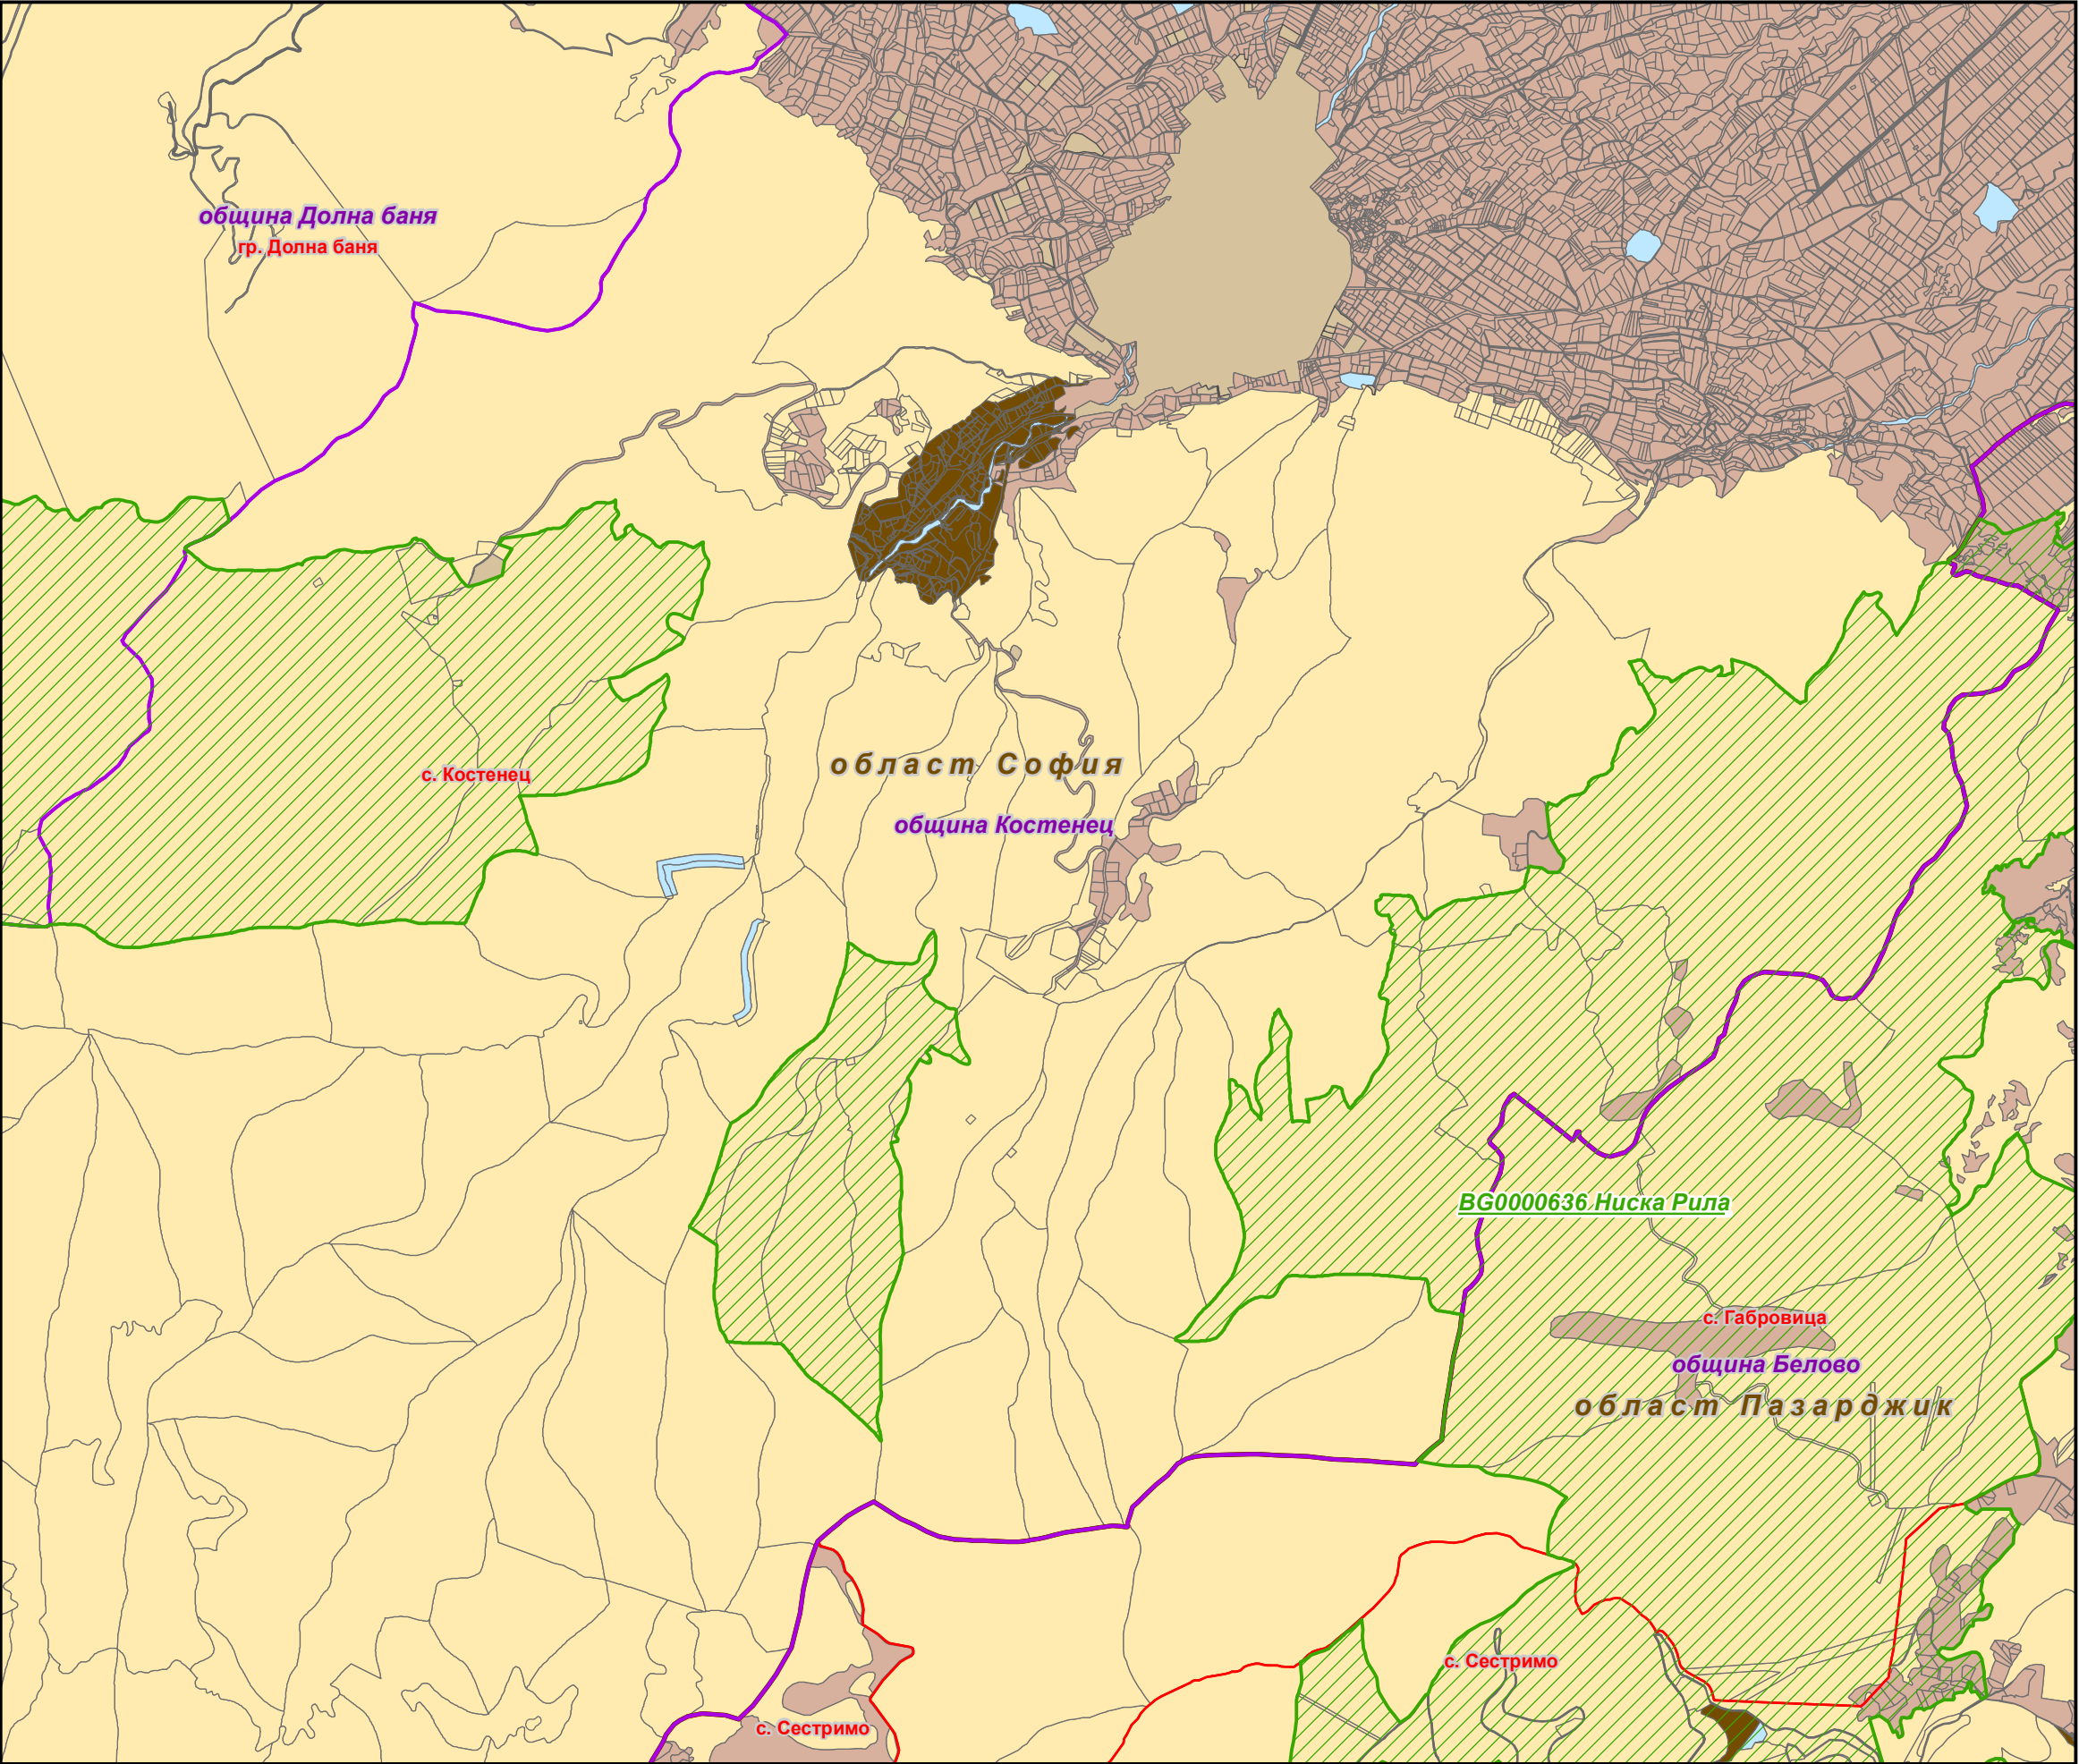 община Долна баня
гр. Долна баня
област София
с. Костенец
община Костенец
BG0000636 Ниска Рила
с. Габровица
община Белово
област Пазарджик
с. Сестримо
с. Сестримо